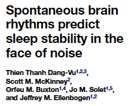 Spontaneous brain
rhythms predict
sleep stability in the
face of noise
Thien Thanh Dang-Vu1,2,3,
Scott M. McKinney2,
Orfeu M. Buxton1,4, Jo M. Solet1,5,
and Jeffrey M. Ellenbogen1,2